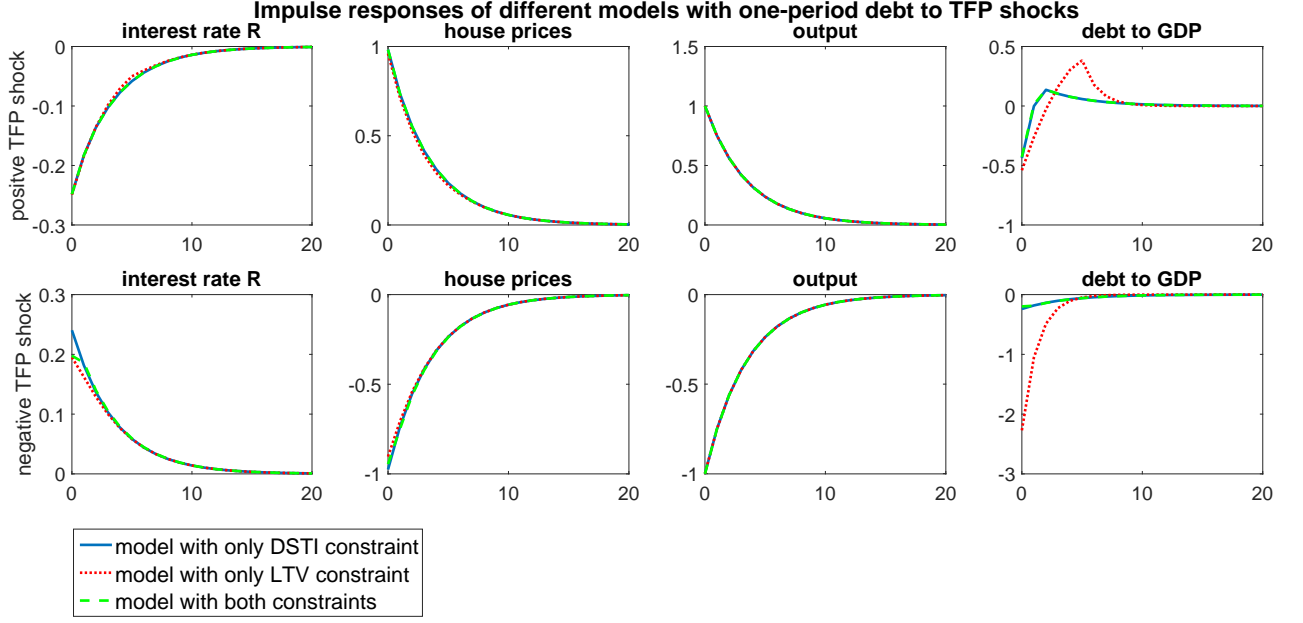 Impulse responses of different models with one-period debt to TFP shocks
interest rate R house prices output debt to GDP
positve TFP shock
0 -0.1 -0.2 -0.3
1 0.5 0
1.5 1 0.5 0
0.5 0 -0.5 -1
0 10 20 0 10 20 0 10 20 0 10 20
interest rate R house prices output debt to GDP
negative TFP shock
0.3 0.2 0.1 0
0 -0.5 -1
0 -0.5 -1
0 -1 -2 -3
0 10 20 0 10 20 0 10 20 0 10 20
model with only DSTI constraint
model with only LTV constraint
model with both constraints